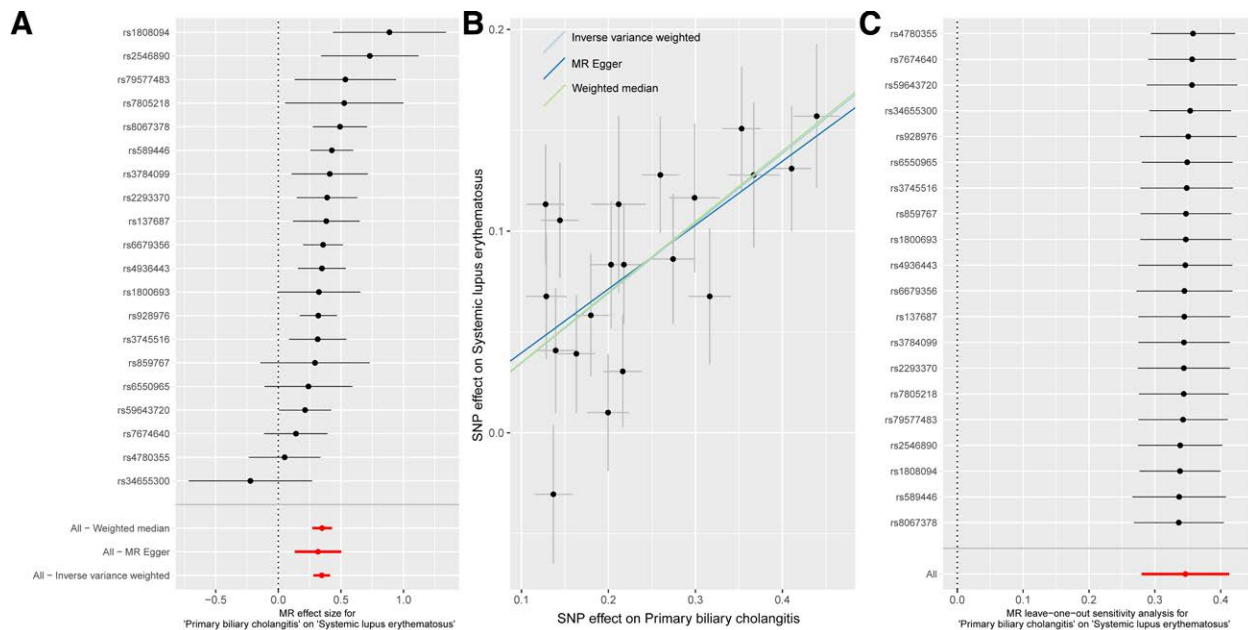 A
rs1808094
rs2546890
rs79577483
rs7805218
rs8067378
rs589446
rs3784099
rs2293370
rs137687
rs6679356
rs4936443
rs1800693
rs928976
rs3745516
rs859767
rs6550965
rs59643720
rs7674640
rs4780355
rs34655300
All − Weighted median
All − MR Egger
All − Inverse variance weighted
−0.5 0.0 0.5 1.0
MR effect size for
'Primary biliary cholangitis' on 'Systemic lupus erythematosus'
B
SNP effect on Systemic lupus erythematosus
0.2
0.1
0.0
Inverse variance weighted
MR Egger
Weighted median
0.1 0.2 0.3 0.4
SNP effect on Primary biliary cholangitis
C
rs4780355
rs7674640
rs59643720
rs34655300
rs928976
rs6550965
rs3745516
rs859767
rs1800693
rs4936443
rs6679356
rs137687
rs3784099
rs2293370
rs7805218
rs79577483
rs2546890
rs1808094
rs589446
rs8067378
All
0.0 0.1 0.2 0.3 0.4
MR leave−one−out sensitivity analysis for
'Primary biliary cholangitis' on 'Systemic lupus erythematosus'